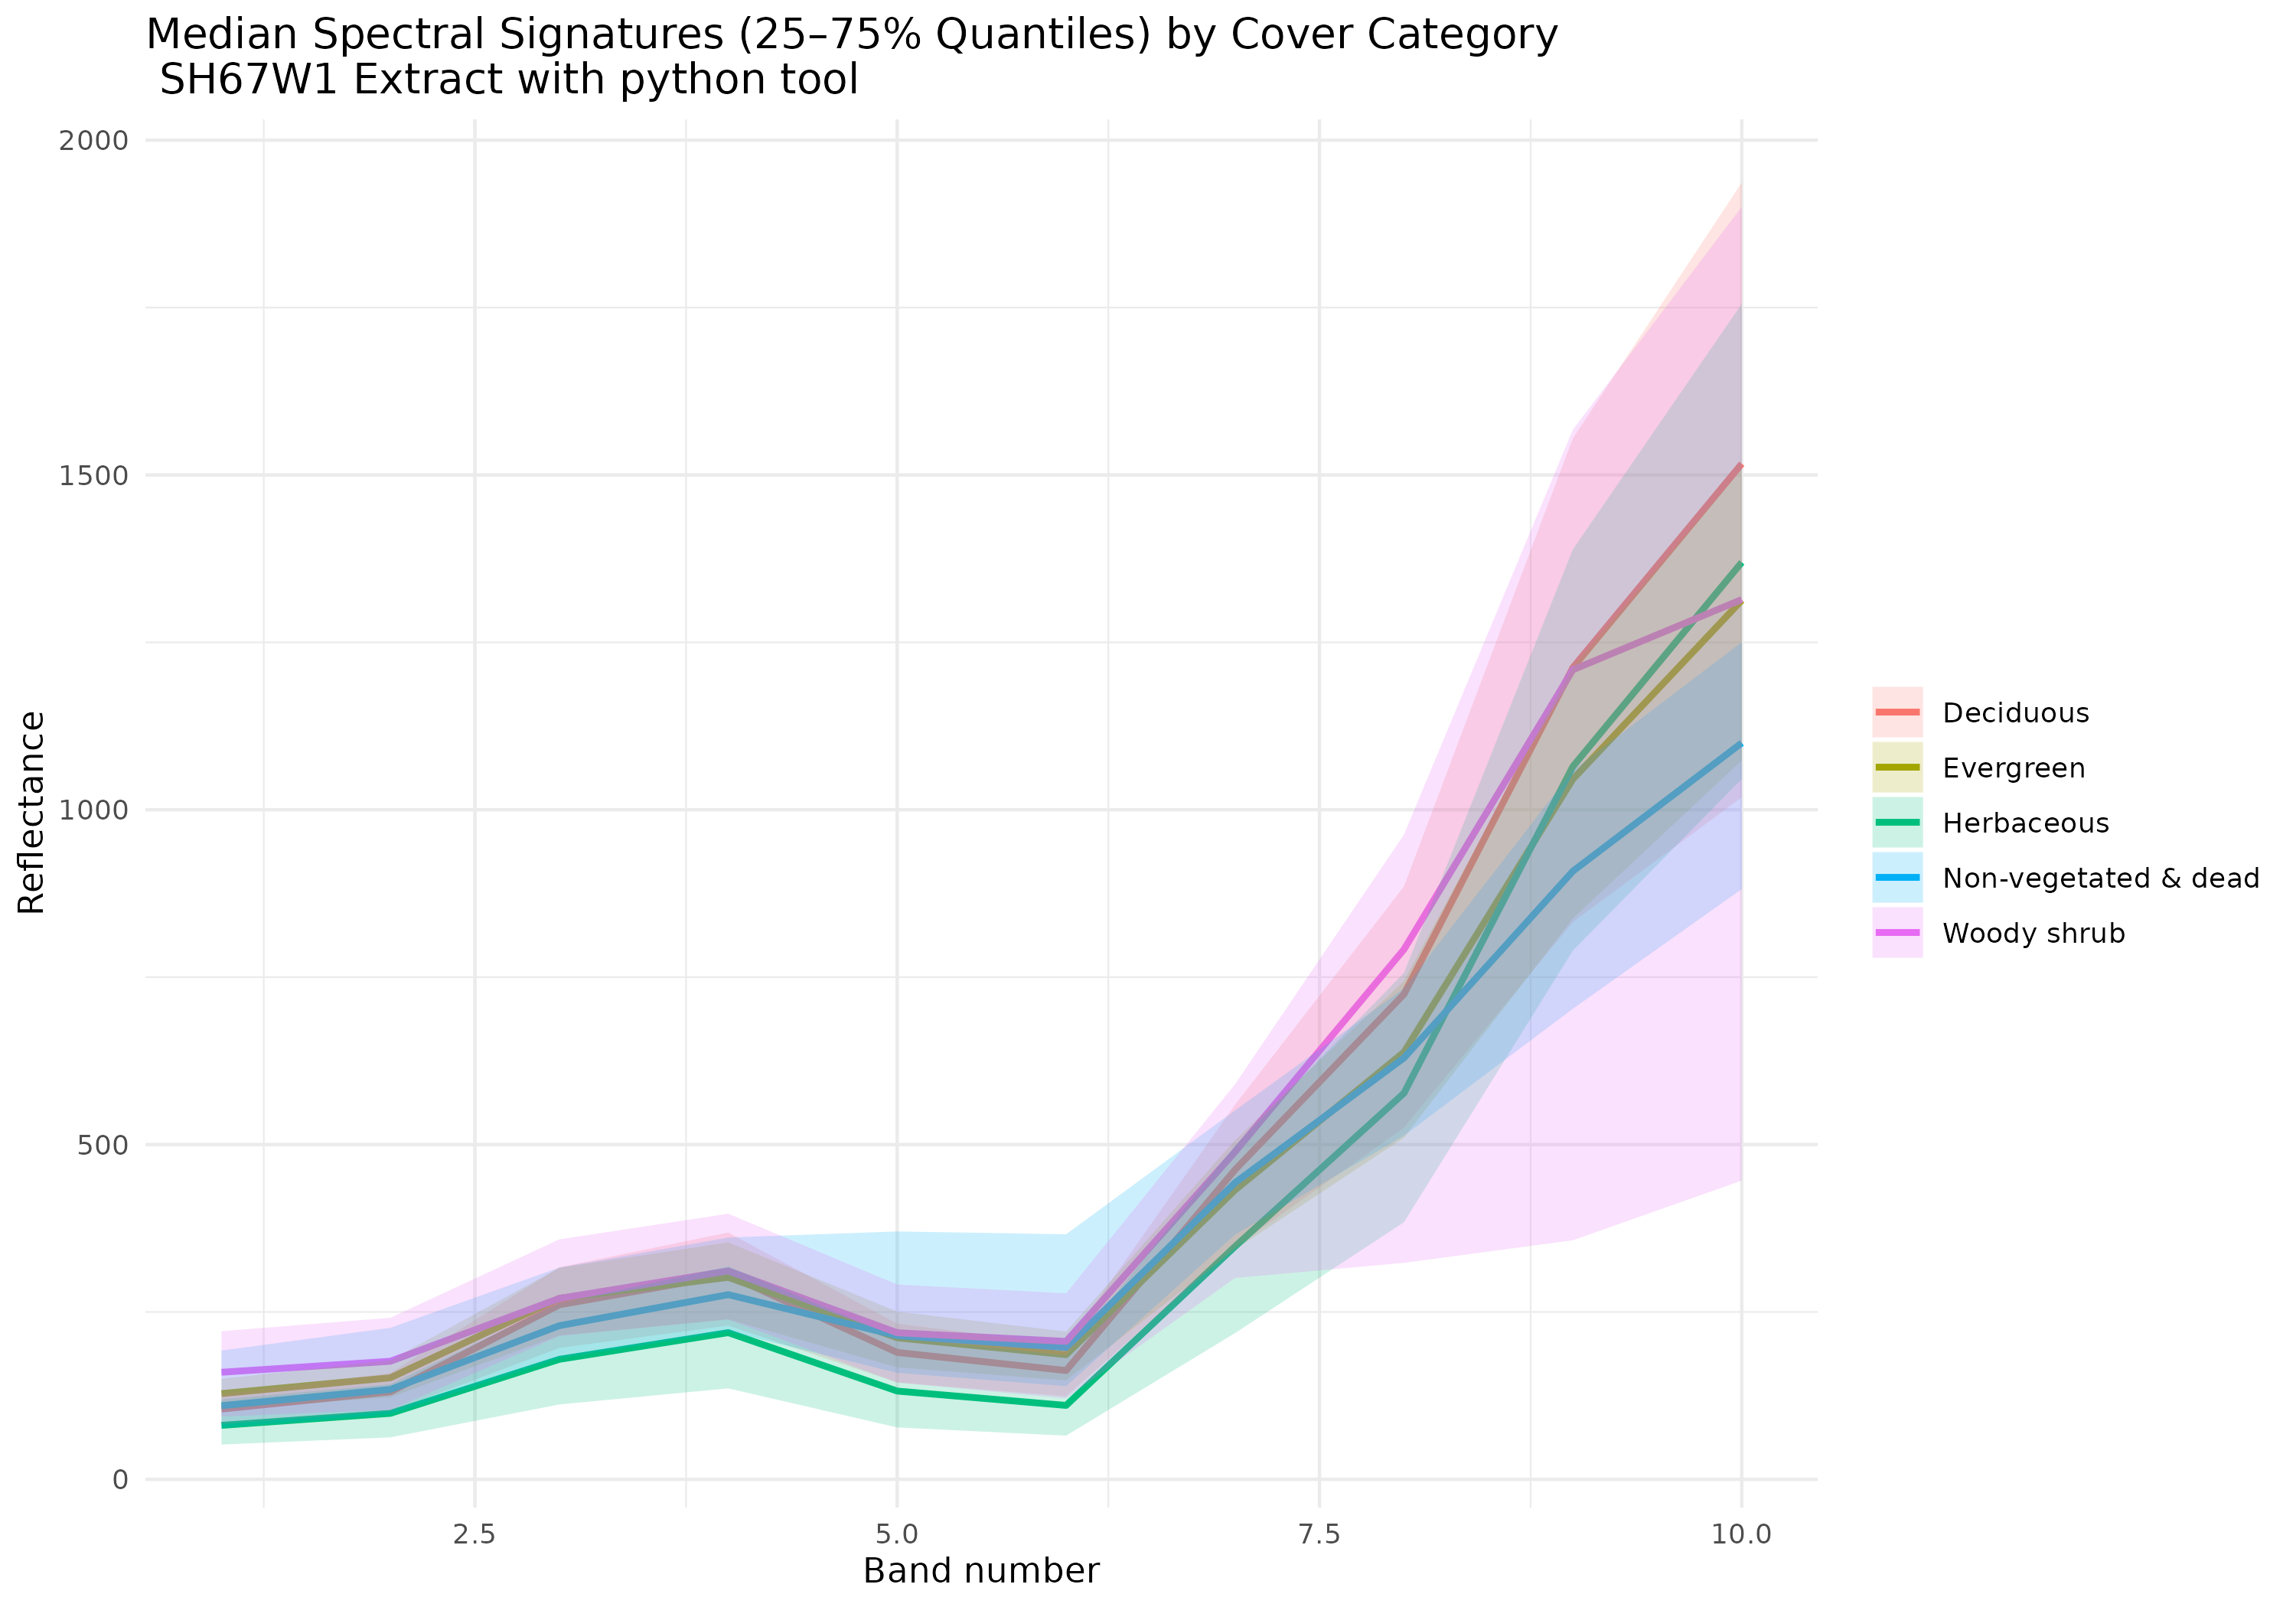 Median Spectral Signatures (25–75% Quantiles) by Cover Category
SH67W1 Extract with python tool
2000
1500
1000
500
0
Reflectance
2.5
5.0
7.5
10.0
Band number
Deciduous
Evergreen
Herbaceous
Non-vegetated & dead
Woody shrub